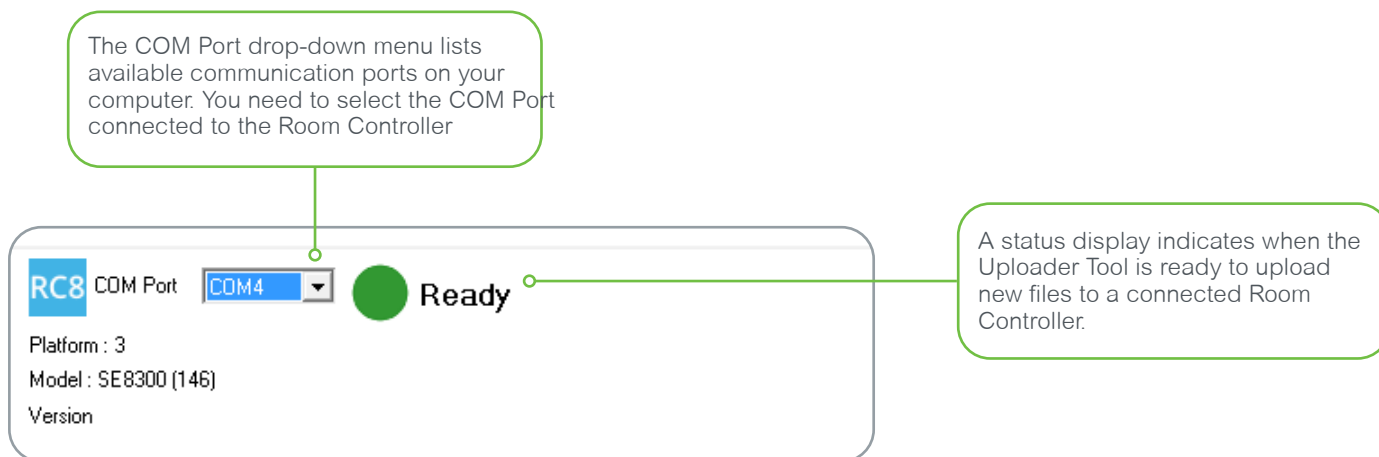 The COM Port drop-down menu lists
available communication ports on your
computer. You need to select the COM Port
connected to the Room Controller
A status display indicates when the
Uploader Tool is ready to upload
new files to a connected Room
Controller.
RC8 COM Port COM4 Ready
Platform : 3
Model : SE8300 (146)
Version